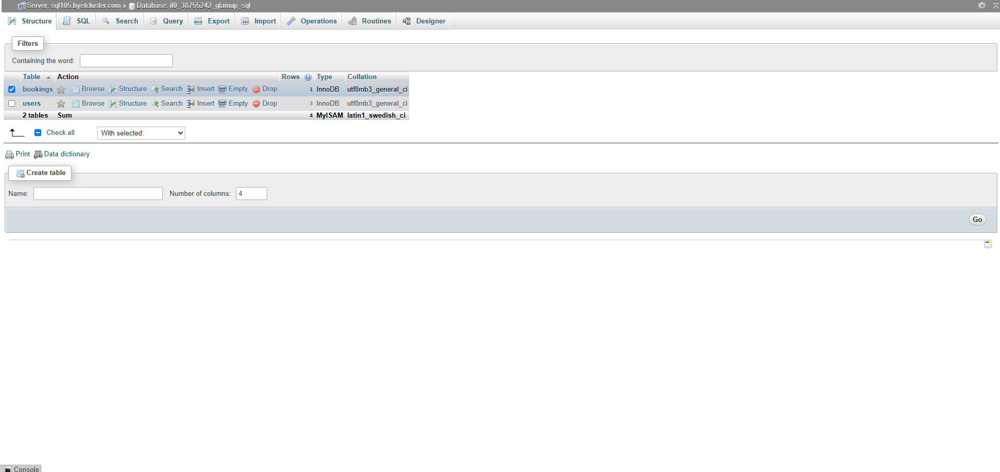 Server: sql105.byetcluster.com » Database: if0_38755242_glamup_sql
Structure SQL Search Query Export Import Operations Routines Designer
Filters
Containing the word:
Table Action Rows Type Collation
bookings Browse Structure Search Insert Empty Drop 1 InnoDB utf8mb3_general_ci
users Browse Structure Search Insert Empty Drop 3 InnoDB utf8mb3_general_ci
2 tables Sum 4 MyISAM latin1_swedish_ci
Check all With selected:
Print Data dictionary
Create table
Name: Number of columns: 4
Go
Console